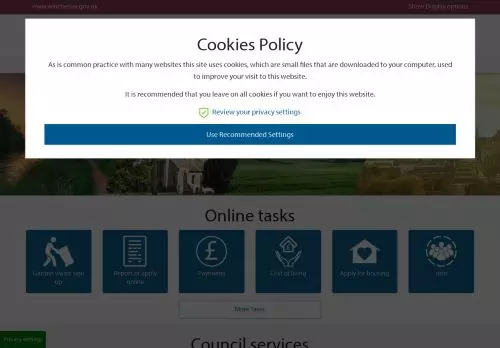 www.winchester.gov.uk
Show Display options
Cookies Policy
As is common practice with many websites this site uses cookies, which are small files that are downloaded to your computer, used
to improve your visit to this website.
It is recommended that you leave on all cookies if you want to enjoy this website.
Review your privacy settings
Use Recommended Settings
Online tasks
Garden waste sign
up
Report or apply
online
Payments
Cost of living
Apply for housing
Jobs
More Tasks
Privacy settings
Council services